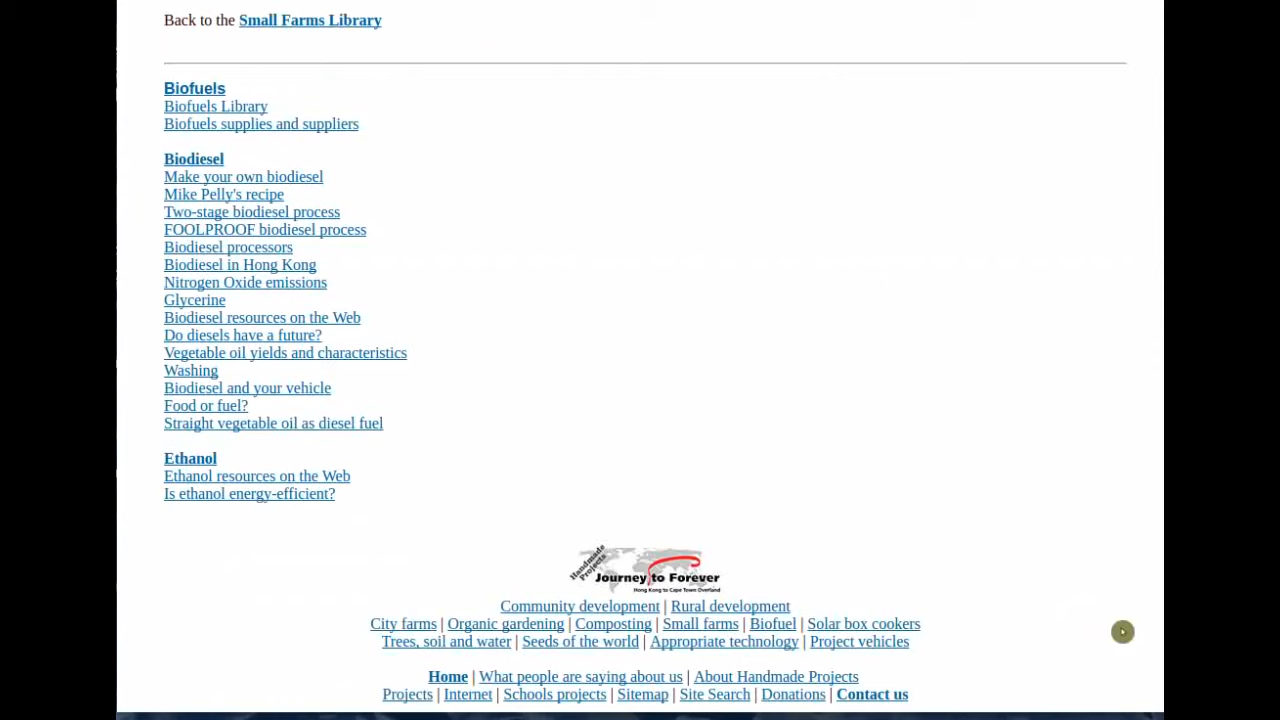 Back to the Small Farms Library
Biofuels
Biofuels Library
Biofuels supplies and suppliers
Biodiesel
Make your own biodiesel
Mike Pelly's recipe
Two-stage biodiesel process
FOOLPROOF biodiesel process
Biodiesel processors
Biodiesel in Hong Kong
Nitrogen Oxide emissions
Glycerine
Biodiesel resources on the Web
Do diesels have a future?
Vegetable oil yields and characteristics
Washing
Biodiesel and your vehicle
Food or fuel?
Straight vegetable oil as diesel fuel
Ethanol
Ethanol resources on the Web
Is ethanol energy-efficient?
Handmade
Projects
Journey to Forever
Hong Kong to Cape Town Overland
Community development | Rural development
City farms | Organic gardening | Composting | Small farms | Biofuel | Solar box cookers
Trees, soil and water | Seeds of the world | Appropriate technology | Project vehicles
Home | What people are saying about us | About Handmade Projects
Projects | Internet | Schools projects | Sitemap | Site Search | Donations | Contact us